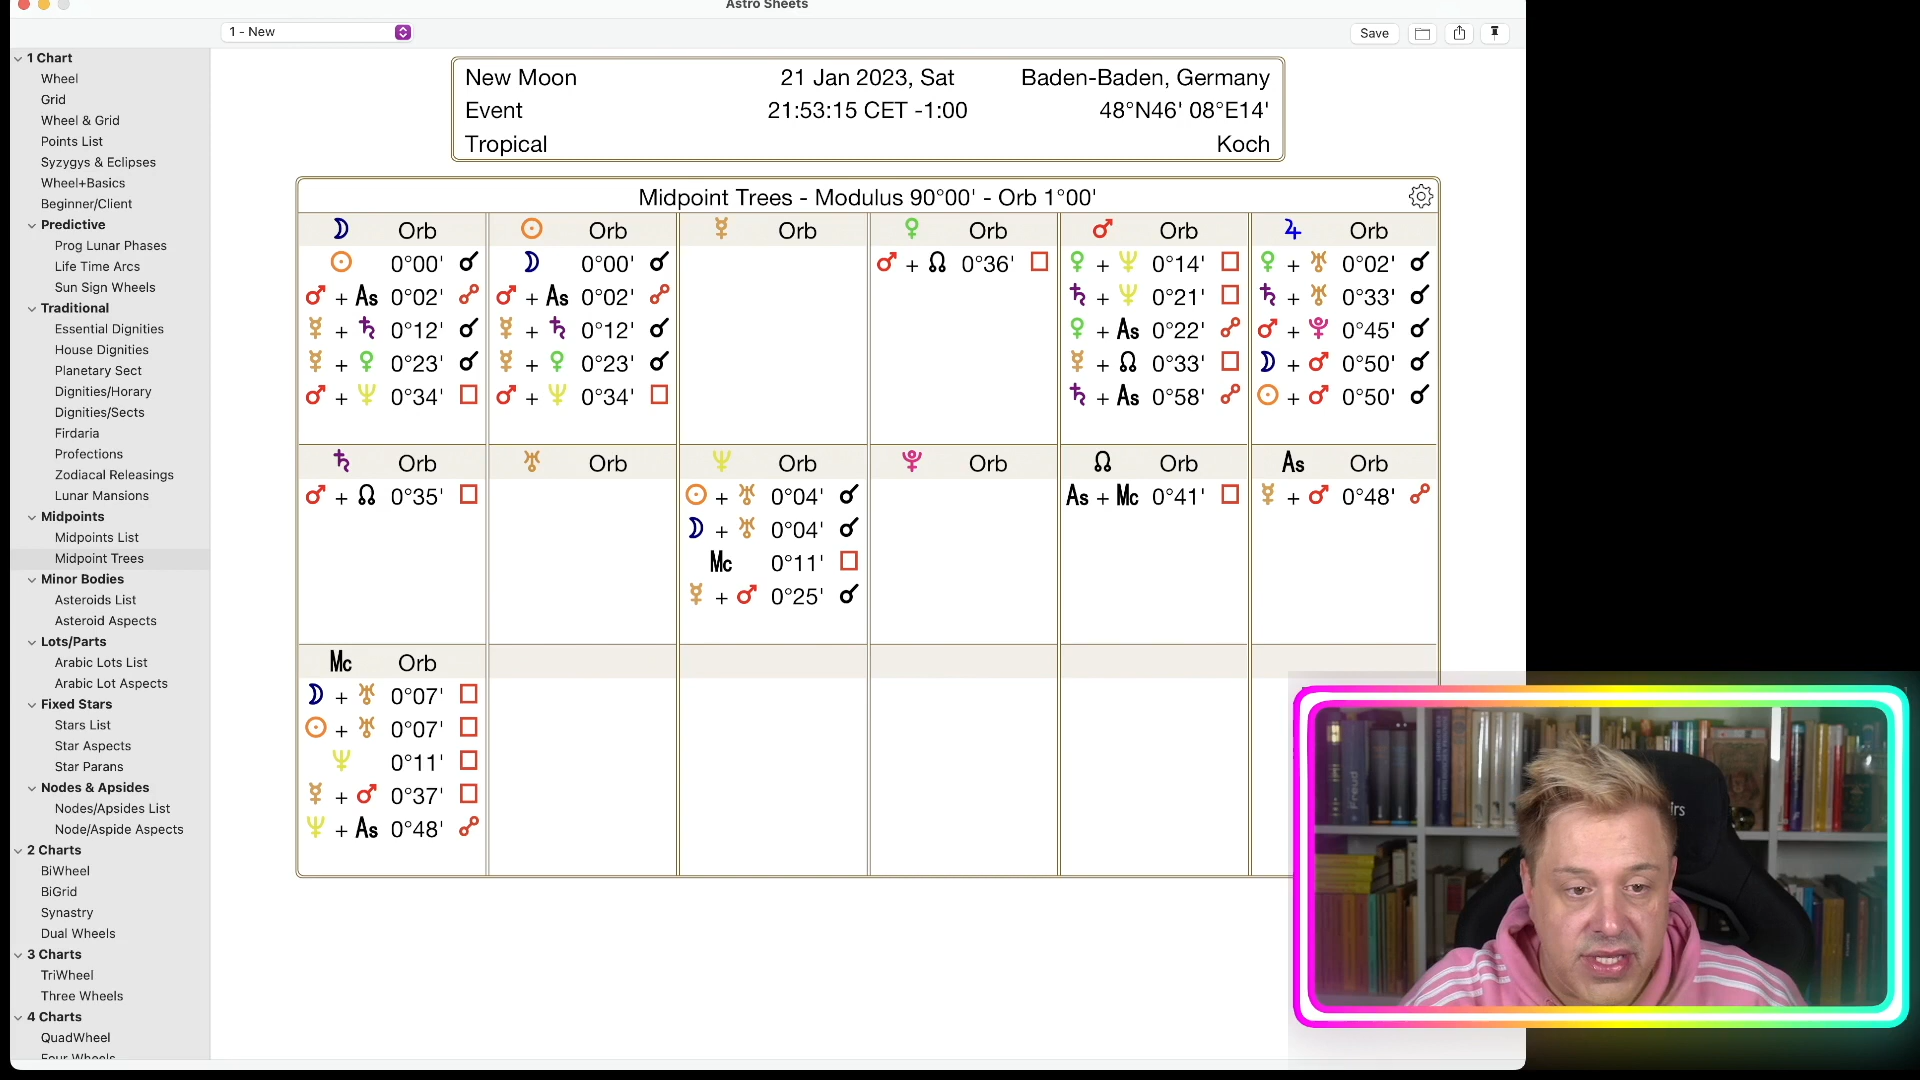 Astro Sheets
1 - New
Save
1 Chart
Wheel
Grid
Wheel & Grid
Points List
Syzygys & Eclipses
Wheel+Basics
Beginner/Client
Predictive
Prog Lunar Phases
Life Time Arcs
Sun Sign Wheels
Traditional
Essential Dignities
House Dignities
Planetary Sect
Dignities/Horary
Dignities/Sects
Firdaria
Profections
Zodiacal Releasings
Lunar Mansions
Midpoints
Midpoints List
Midpoint Trees
Minor Bodies
Asteroids List
Asteroid Aspects
Lots/Parts
Arabic Lots List
Arabic Lot Aspects
Fixed Stars
Stars List
Star Aspects
Star Parans
Nodes & Apsides
Nodes/Apsides List
Node/Aspide Aspects
2 Charts
BiWheel
BiGrid
Synastry
Dual Wheels
3 Charts
TriWheel
Three Wheels
4 Charts
QuadWheel
Four Wheels
New Moon 21 Jan 2023, Sat Baden-Baden, Germany
Event 21:53:15 CET -1:00 48°N46' 08°E14'
Tropical Koch
Midpoint Trees - Modulus 90°00' - Orb 1°00'
☽ Orb ☉ Orb ☿ Orb ♀ Orb ♂ Orb ♃ Orb
☉ 0°00' ☌ ☽ 0°00' ☌ ♂ + ☊ 0°36' □ ♀ + ♆ 0°14' □ ♀ + ♅ 0°02' ☌
♂ + As 0°02' ☍ ♂ + As 0°02' ☍ ♄ + ♆ 0°21' □ ♄ + ♅ 0°33' ☌
☿ + ♄ 0°12' ☌ ☿ + ♄ 0°12' ☌ ♀ + As 0°22' ☍ ♂ + ♇ 0°45' ☌
☿ + ♀ 0°23' ☌ ☿ + ♀ 0°23' ☌ ☿ + ☊ 0°33' □ ☽ + ♂ 0°50' ☌
♂ + ♆ 0°34' □ ♂ + ♆ 0°34' □ ♄ + As 0°58' ☍ ☉ + ♂ 0°50' ☌
♄ Orb ♅ Orb ♆ Orb ♇ Orb ☊ Orb As Orb
♂ + ☊ 0°35' □ ☉ + ♅ 0°04' ☌ As + Mc 0°41' □ ☿ + ♂ 0°48' ☍
☽ + ♅ 0°04' ☌
Mc 0°11' □
☿ + ♂ 0°25' ☌
Mc Orb
☽ + ♅ 0°07' □
☉ + ♅ 0°07' □
♆ 0°11' □
☿ + ♂ 0°37' □
♆ + As 0°48' ☍
Freud